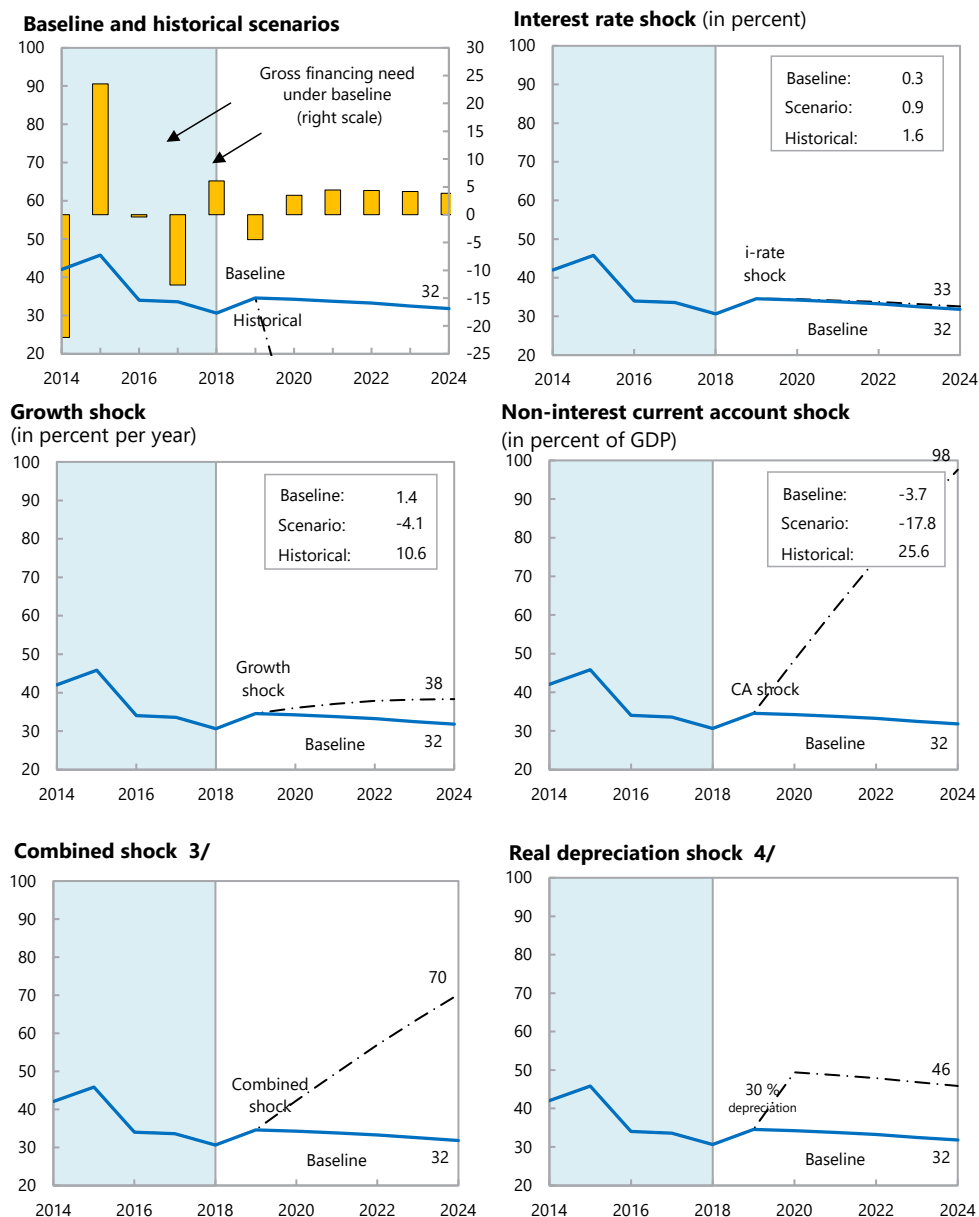 Baseline and historical scenarios
100
90
80
70
60
50
40
30
20
30
25
20
15
10
5
0
-5
-10
-15
-20
-25
Gross financing need
under baseline
(right scale)
Baseline
Historical
32
2014 2016 2018 2020 2022 2024
Interest rate shock (in percent)
100
90
80
70
60
50
40
30
20
Baseline: 0.3
Scenario: 0.9
Historical: 1.6
i-rate
shock
33
Baseline
32
2014 2016 2018 2020 2022 2024
Growth shock
(in percent per year)
100
90
80
70
60
50
40
30
20
Baseline: 1.4
Scenario: -4.1
Historical: 10.6
Growth
shock
38
Baseline
32
2014 2016 2018 2020 2022 2024
Non-interest current account shock
(in percent of GDP)
100
90
80
70
60
50
40
30
20
98
Baseline: -3.7
Scenario: -17.8
Historical: 25.6
CA shock
Baseline
32
2014 2016 2018 2020 2022 2024
Combined shock 3/
100
90
80
70
60
50
40
30
20
70
Combined
shock
Baseline
32
2014 2016 2018 2020 2022 2024
Real depreciation shock 4/
100
90
80
70
60
50
40
30
20
46
30 %
depreciation
Baseline
32
2014 2016 2018 2020 2022 2024